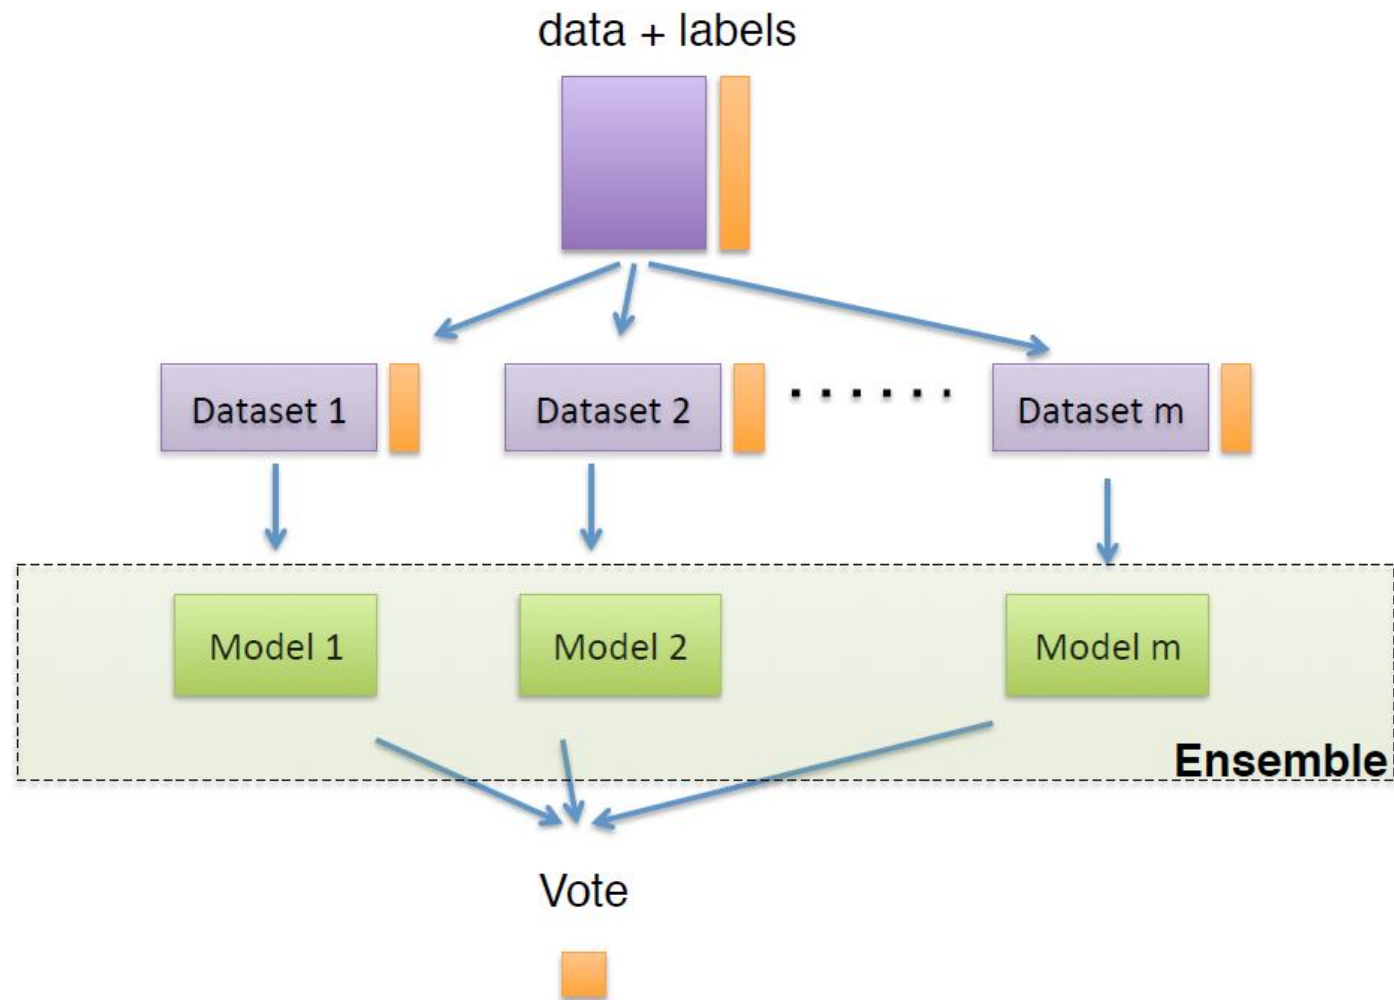 data + labels
Dataset 1
Dataset 2
......
Dataset m
Model 1
Model 2
Model m
Ensemble
Vote